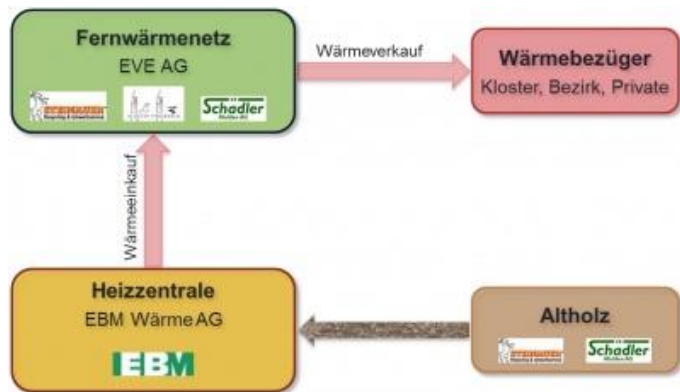 Fernwärmenetz
EVE AG
Schädler
Wärmeverkauf
Wärmebezüger
Kloster, Bezirk, Private
Wärmeeinkauf
Heizzentrale
EBM Wärme AG
EBM
Altholz
Schädler